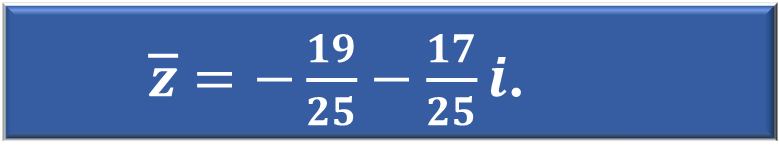 z̅ = − 19/25 − 17/25 i.